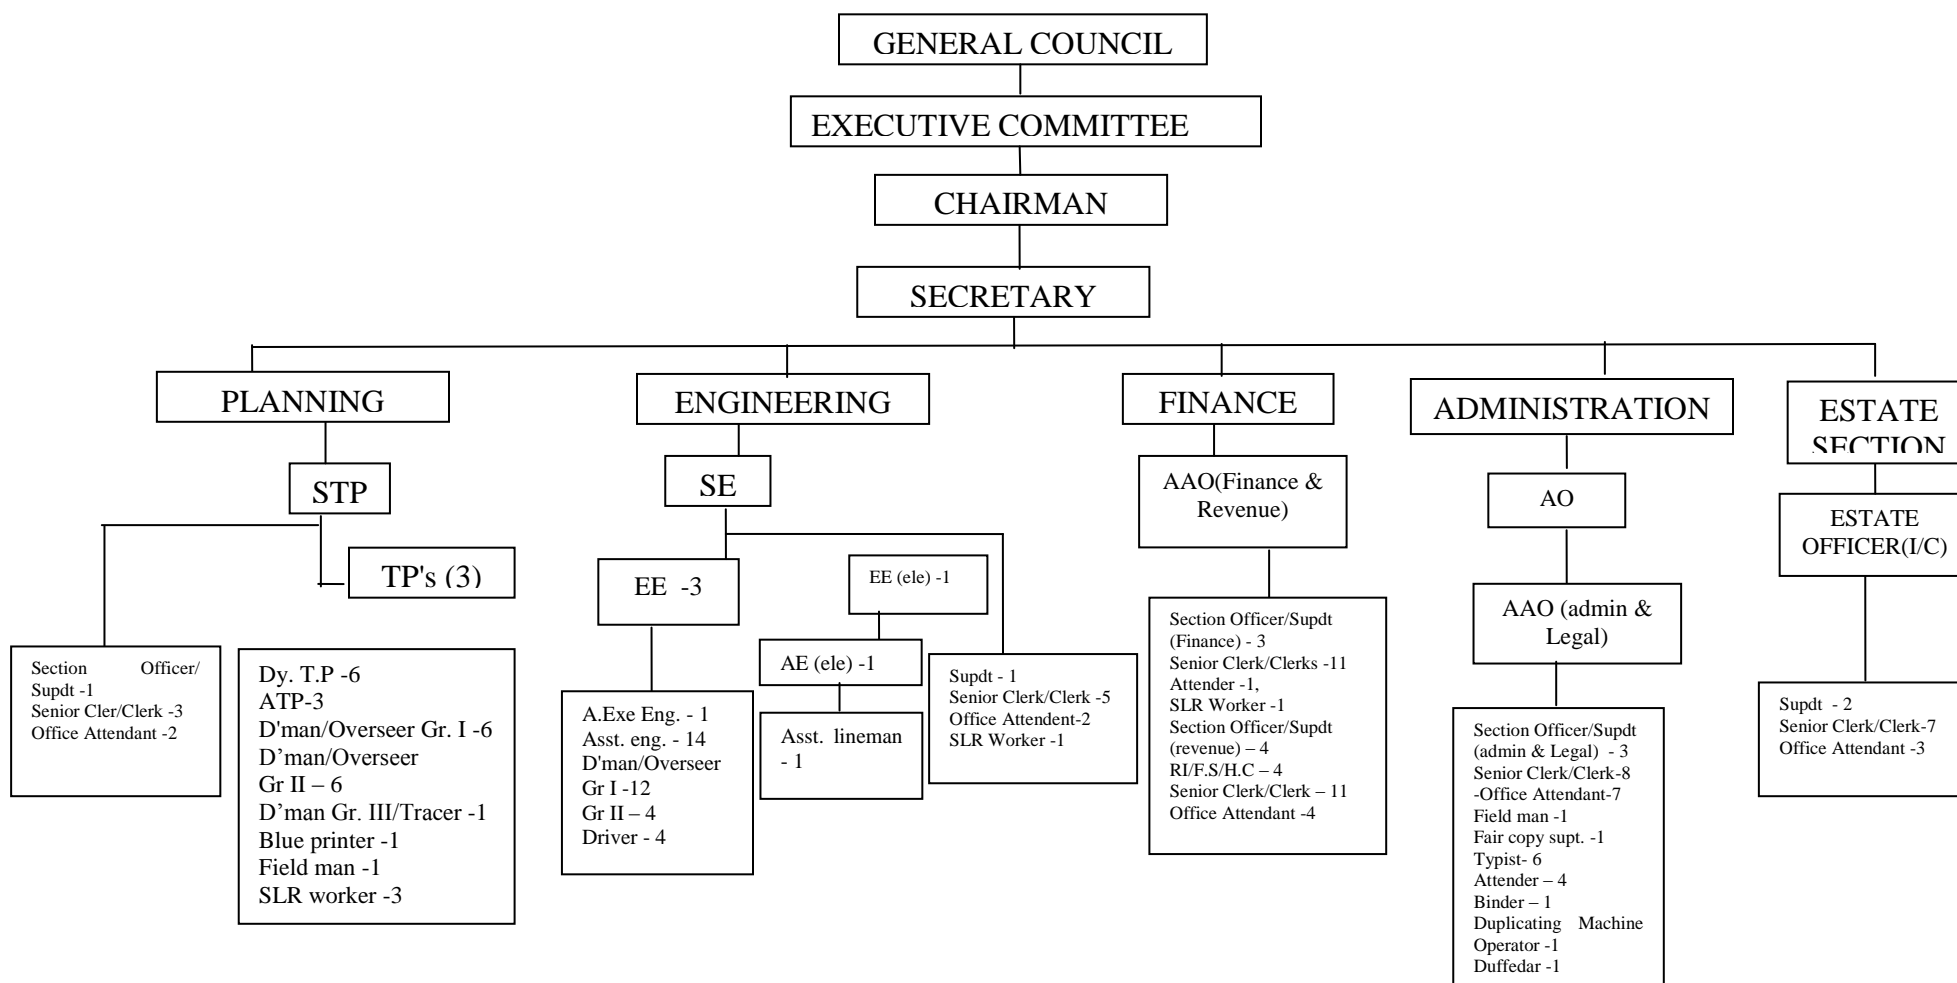 GENERAL COUNCIL
EXECUTIVE COMMITTEE
CHAIRMAN
SECRETARY
PLANNING
ENGINEERING
FINANCE
ADMINISTRATION
ESTATE
SECTION
STP
SE
AAO(Finance &
Revenue)
AO
ESTATE
OFFICER(I/C)
TP's (3)
EE -3
EE (ele) -1
AE (ele) -1
AAO (admin &
Legal)
Section Officer/
Supdt -1
Senior Cler/Clerk -3
Office Attendant -2
Dy. T.P -6
ATP-3
D'man/Overseer Gr. I -6
D’man/Overseer
Gr II – 6
D’man Gr. III/Tracer -1
Blue printer -1
Field man -1
SLR worker -3
A.Exe Eng. - 1
Asst. eng. - 14
D'man/Overseer
Gr I -12
Gr II – 4
Driver - 4
Asst. lineman
- 1
Supdt - 1
Senior Clerk/Clerk -5
Office Attendent-2
SLR Worker -1
Section Officer/Supdt
(Finance) - 3
Senior Clerk/Clerks -11
Attender -1,
SLR Worker -1
Section Officer/Supdt
(revenue) – 4
RI/F.S/H.C – 4
Senior Clerk/Clerk – 11
Office Attendant -4
Section Officer/Supdt
(admin & Legal) - 3
Senior Clerk/Clerk-8
-Office Attendant-7
Field man -1
Fair copy supt. -1
Typist- 6
Attender – 4
Binder – 1
Duplicating Machine
Operator -1
Duffedar -1
Supdt - 2
Senior Clerk/Clerk-7
Office Attendant -3